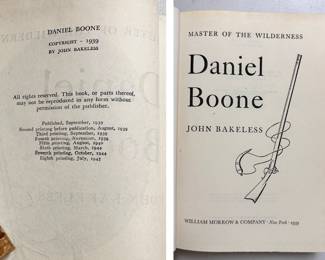 DANIEL BOONE
COPYRIGHT - 1939
BY JOHN BAKELESS
All rights reserved. This book, or parts thereof,
may not be reproduced in any form without
permission of the publisher.
Published, September, 1939
Second printing before publication, August, 1939
Third printing, September, 1939
Fourth printing, November, 1939
Fifth printing, August, 1940
Sixth printing, March, 1944
Seventh printing, October, 1944
Eighth printing, July, 1945
MASTER OF THE WILDERNESS
Daniel
Boone
JOHN BAKELESS
WILLIAM MORROW & COMPANY · New York · 1939